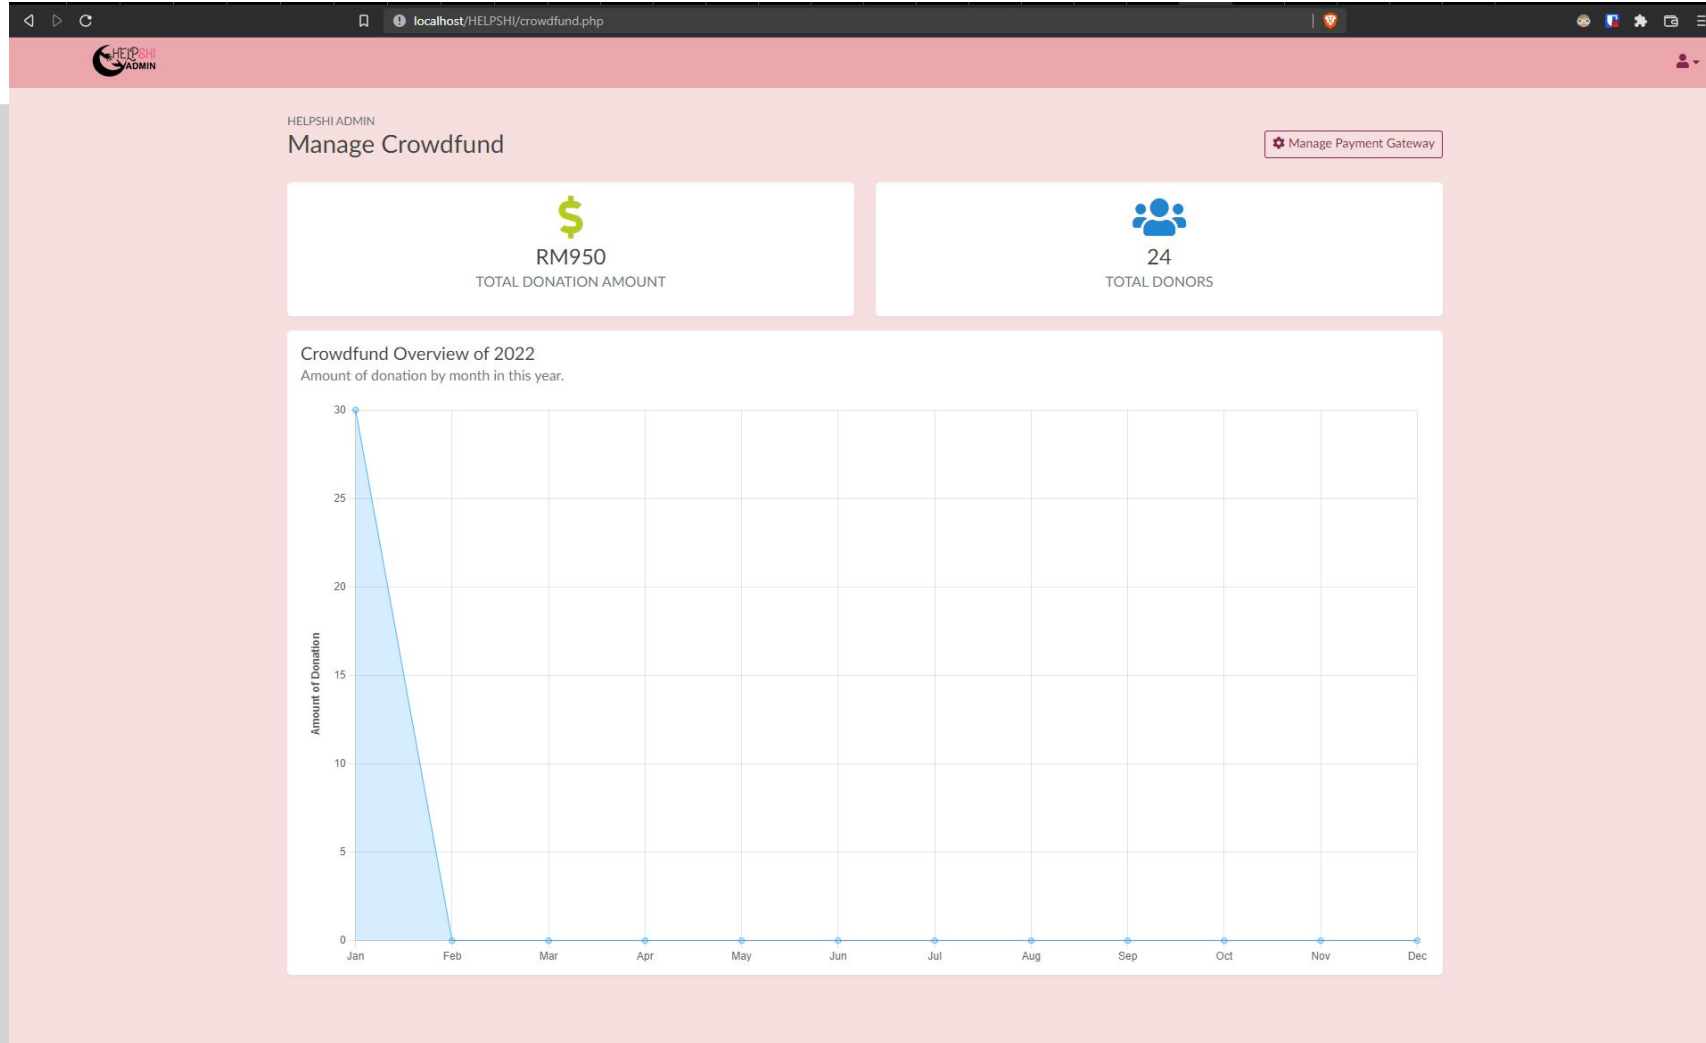 localhost/HELPSHI/crowdfund.php
HELPSHI
ADMIN
HELPSHI ADMIN
Manage Crowdfund
Manage Payment Gateway
RM950
TOTAL DONATION AMOUNT
24
TOTAL DONORS
Crowdfund Overview of 2022
Amount of donation by month in this year.
30
25
20
15
10
5
0
Amount of Donation
Jan Feb Mar Apr May Jun Jul Aug Sep Oct Nov Dec